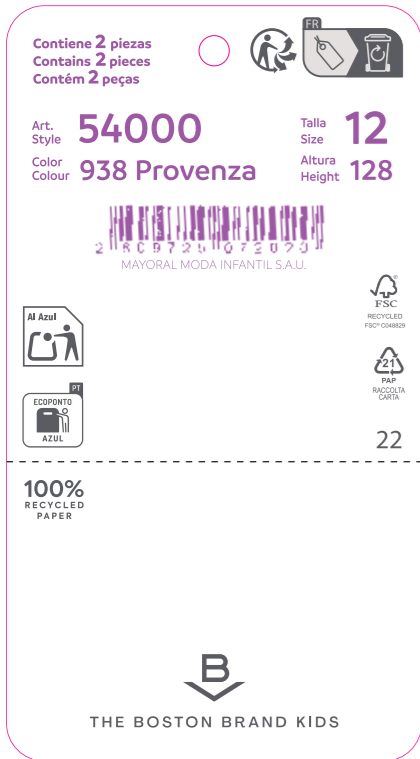 Contiene 2 piezas
Contains 2 pieces
Contém 2 peças
FR
Art.
Style
54000
Talla
Size
12
Color
Colour
938 Provenza
Altura
Height
128
MAYORAL MODA INFANTIL S.A.U.
Al Azul
FSC
RECYCLED
FSC® C048829
21
PAP
RACCOLTA
CARTA
PT
ECOPONTO
AZUL
22
100%
RECYCLED
PAPER
B
THE BOSTON BRAND KIDS